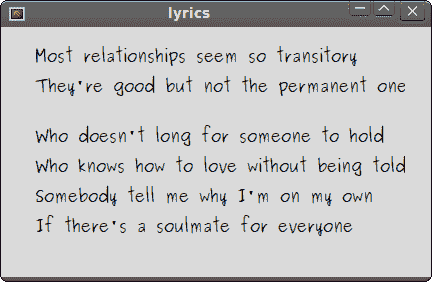 lyrics
Most relationships seem so transitory
They're good but not the permanent one
Who doesn't long for someone to hold
Who knows how to love without being told
Somebody tell me why I'm on my own
If there's a soulmate for everyone